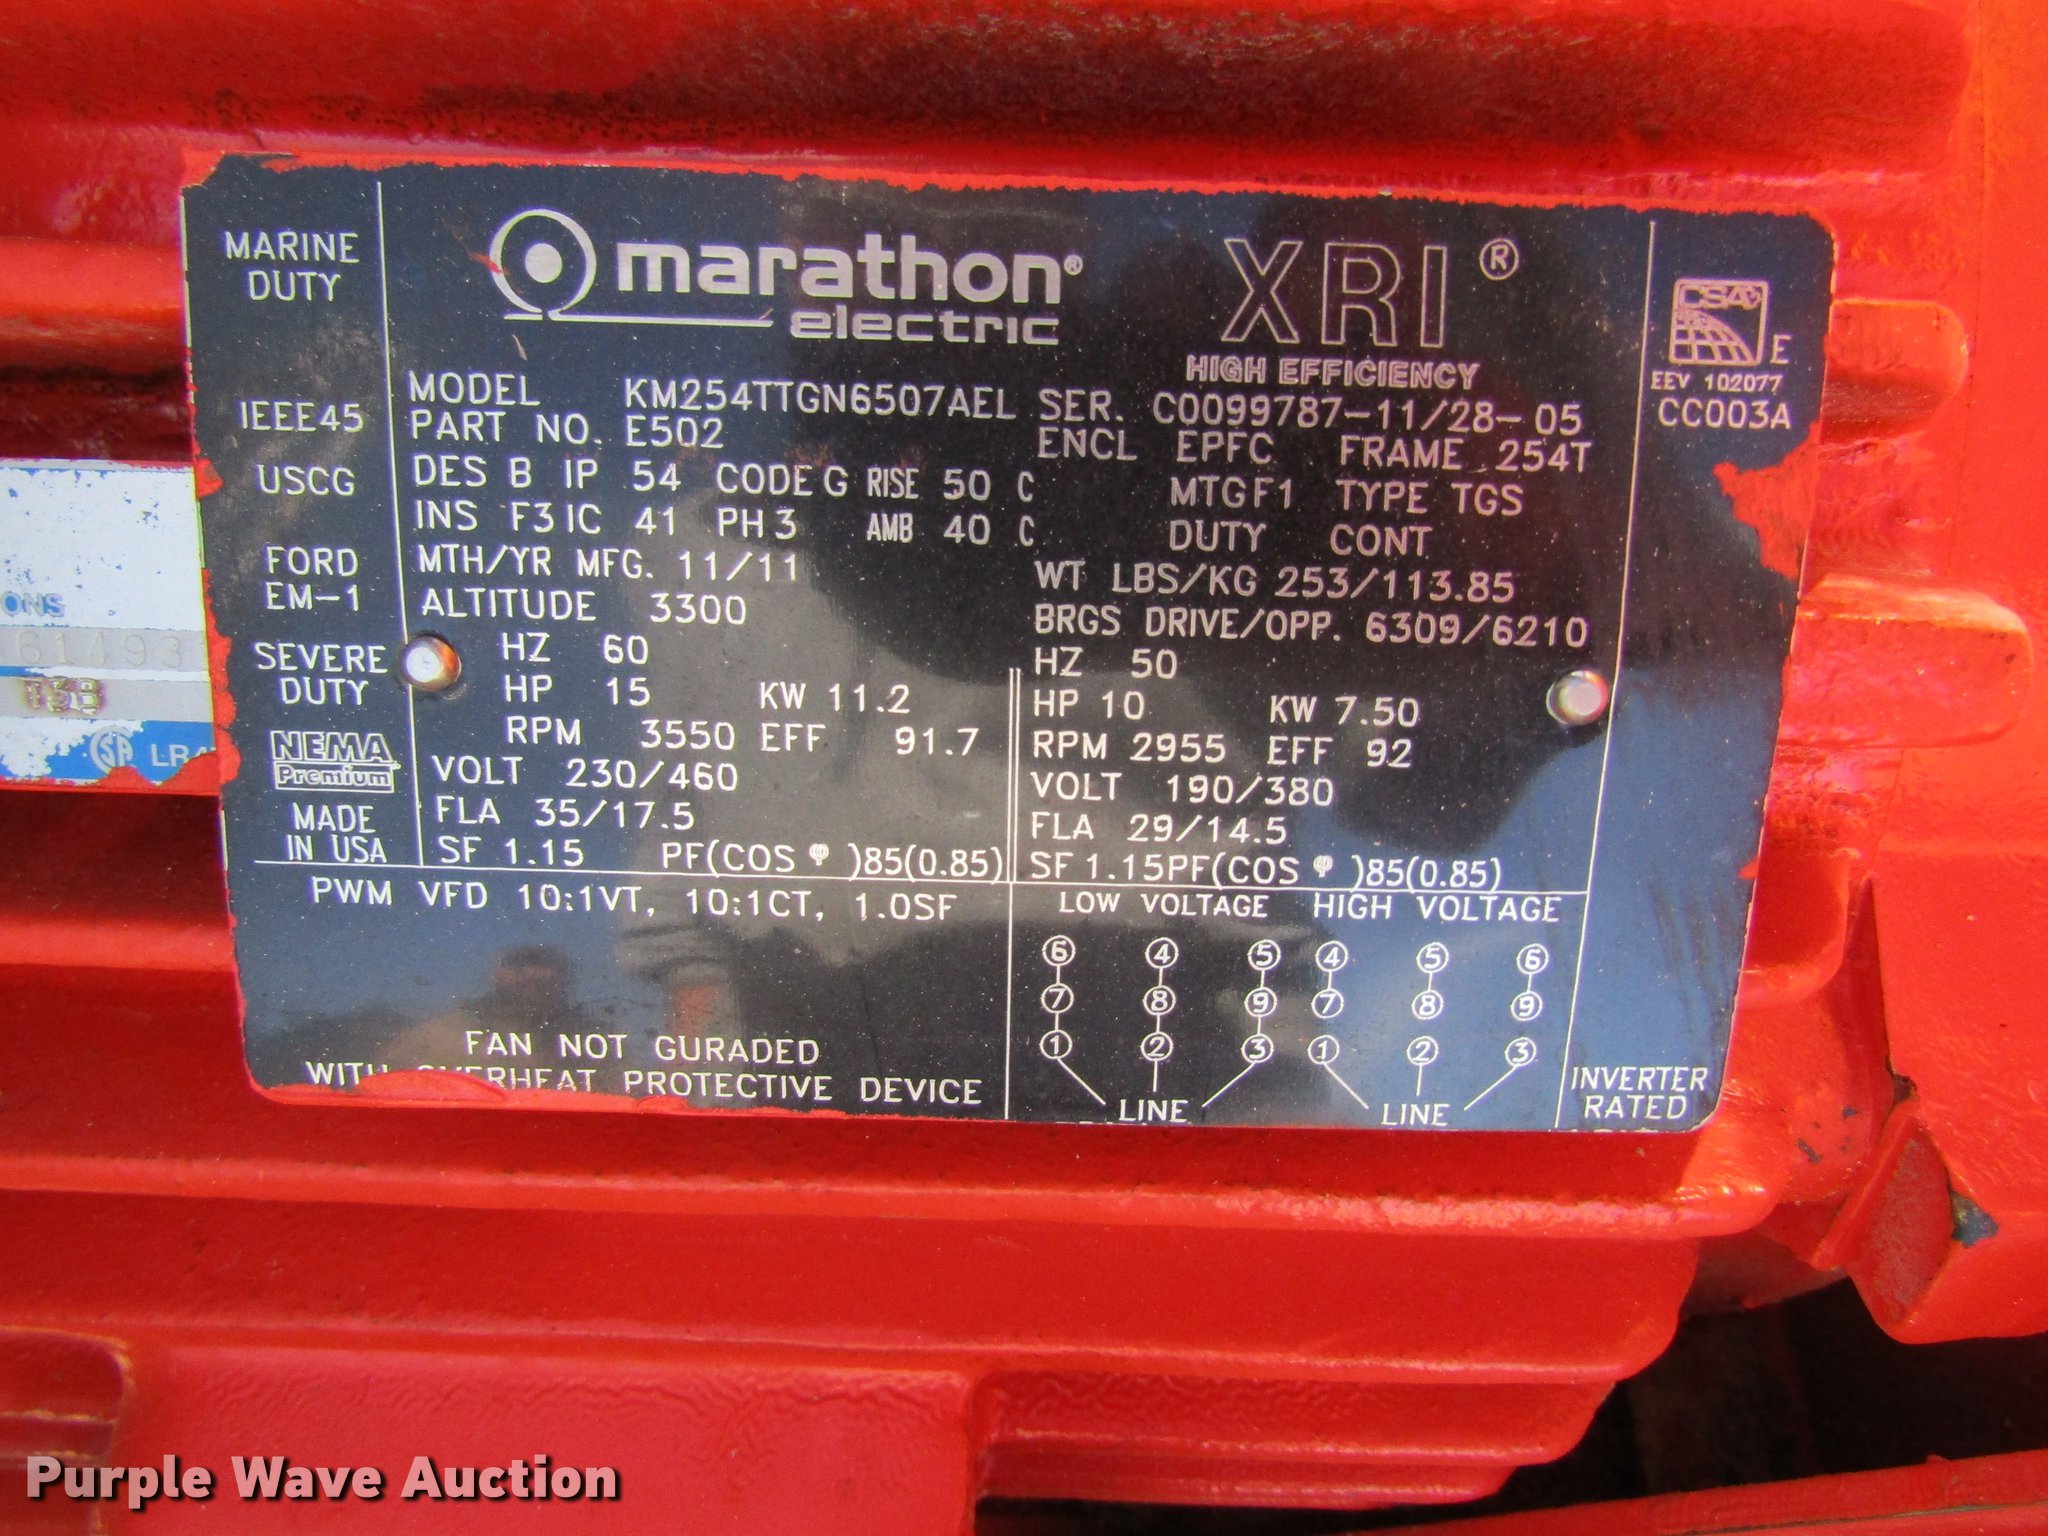 MARINE
DUTY
IEEE45
USCG
FORD
EM-1
SEVERE
DUTY
NEMA
Premium
MADE
IN USA
marathon®
electric
XRI®
HIGH EFFICIENCY
MODEL KM254TTGN6507AEL SER. C0099787-11/28-05
PART NO. E502 ENCL EPFC FRAME 254T
DES B IP 54 CODE G RISE 50 C MTG F1 TYPE TGS
INS F3 IC 41 PH 3 AMB 40 C DUTY CONT
MTH/YR MFG. 11/11 WT LBS/KG 253/113.85
ALTITUDE 3300 BRGS DRIVE/OPP. 6309/6210
HZ 60
HP 15 KW 11.2
RPM 3550 EFF 91.7
VOLT 230/460
FLA 35/17.5
SF 1.15 PF(COS φ )85(0.85)
HZ 50
HP 10 KW 7.50
RPM 2955 EFF 92
VOLT 190/380
FLA 29/14.5
SF 1.15PF(COS φ )85(0.85)
PWM VFD 10:1VT, 10:1CT, 1.0SF
FAN NOT GURADED
WITH OVERHEAT PROTECTIVE DEVICE
LOW VOLTAGE HIGH VOLTAGE
6 4 5 4 5 6
7 8 9 7 8 9
1 2 3 1 2 3
LINE LINE
CSA
E
EEV 102077
CC003A
INVERTER
RATED
ONS
61493
SA LR4
Purple Wave Auction